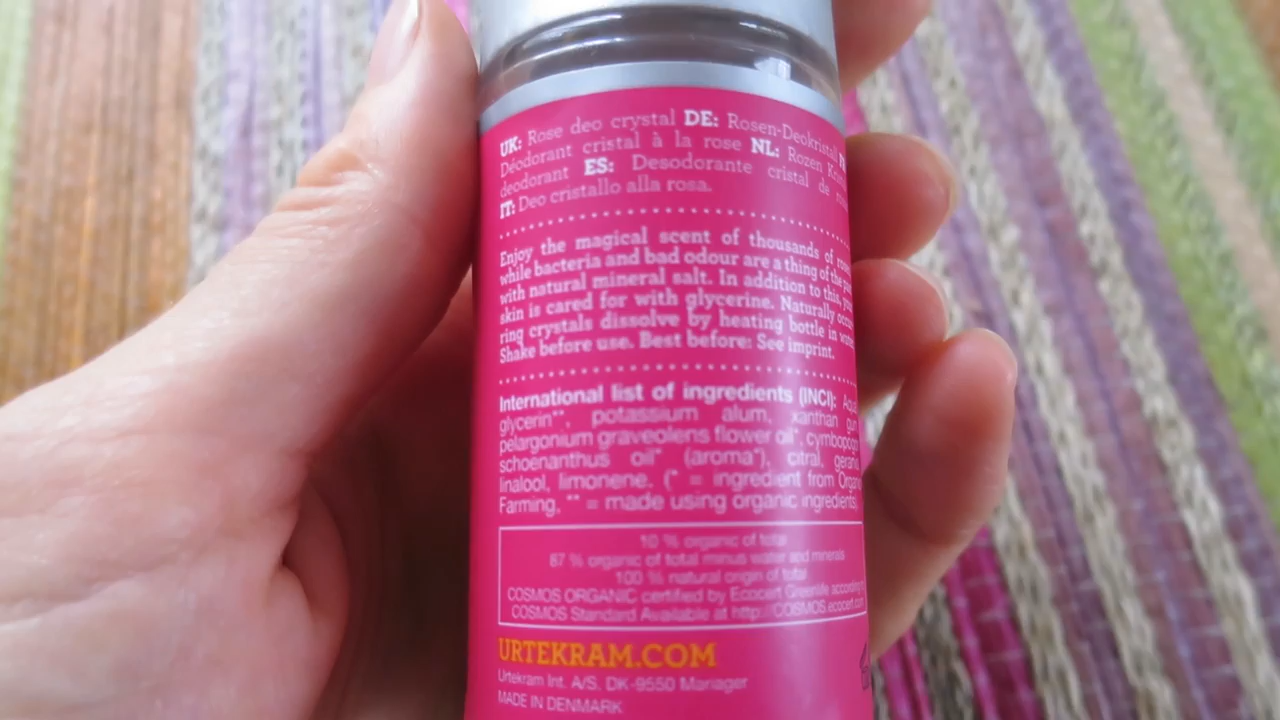 UK: Rose deo crystal DE: Rosen-Deokristall
Déodorant cristal à la rose NL: Rozen
deodorant ES: Desodorante cristal de
IT: Deo cristallo alla rosa.
Enjoy the magical scent of thousands of
while bacteria and bad odour are a thing of the
with natural mineral salt. In addition to this,
skin is cared for with glycerine. Naturally
ring crystals dissolve by heating bottle in
Shake before use. Best before: See imprint.
International list of ingredients (INCI):
glycerin**, potassium alum, xanthan
pelargonium graveolens flower oil*,
schoenanthus oil* (aroma*), citral,
linalool, limonene. (* = ingredient from
Farming, ** = made using organic ingredients)
10 % organic of total
87 % organic of total minus water and minerals
100 % natural origin of total
COSMOS ORGANIC certified by Ecocert Greenlife according
COSMOS Standard Available at http://COSMOS.ecocert.com
URTEKRAM.COM
Urtekram Int. A/S. DK-9550 Mariager
MADE IN DENMARK